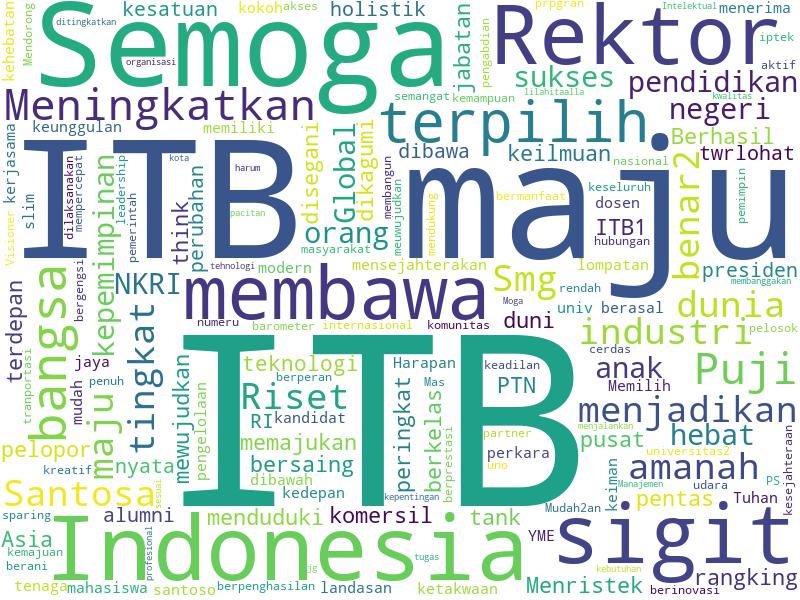 kehebatan
Mendorong
ditingkatkan
kesatuan
kokoh
akses
holistik
jabatan
pengabdian
prpgran
Intelektual
menerima
iptek
Semoga
Rektor
organisasi
sukses
aktif
pendidikan
Meningkatkan
semangat
kemampuan
lilahitaalla
kwalitas
negeri
kerjasama
keunggulan
memiliki
disegani
Global
dikagumi
terpilih
Berhasil
dibawa
keilmuan
nasional
twrlohat
ITB maju
slim
dilaksanakan
mempercepat
kepemimpinan
leadership
pemerintah
think
kota
perubahan
harum
pacitan
orang
masyarakat
membangun
meuwujudkan
mendukung
bermanfaat
keseluruh
dosen
ITB1
hubungan
benar2
pemimpin
Visioner
terdepan
bangsa
bergengsi
NKRI
tehnologi
modern
mensejahterakan
lompatan
presiden
membanggakan
membawa
Smg
rendah
Moga
univ
berasal
dunia
numeru
barometer
internasional
komunitas
duni
industri
pelosok
tranportasi
jaya
mudah
penuh
maju
tingkat
mewujudkan
pengelolaan
ITB
teknologi
berperan
Harapan
keadilan
cerdas
anak
Puji
Riset
Mas
PTN
Memilih
RI
kandidat
peringkat
berkelas
berprestasi
menjadikan
menjalankan
pelopor
kreatif
nyata
memajukan
partner
pusat
hebat
bersaing
uno
perkara
universitas2
kesejahteraan
Santosa
sesuai
dibawah
kedepan
kepentingan
keiman
Manajemen
amanah
udara
PS
pentas
Tuhan
sparing
alumni
menduduki
komersil
tank
Mudah2an
Asia
Indonesia
YME
sigit
kemajuan
berani
profesional
jg
tugas
kebutuhan
rangking
tenaga
mahasiswa
santoso
berpenghasilan
landasan
ketakwaan
Menristek
berinovasi